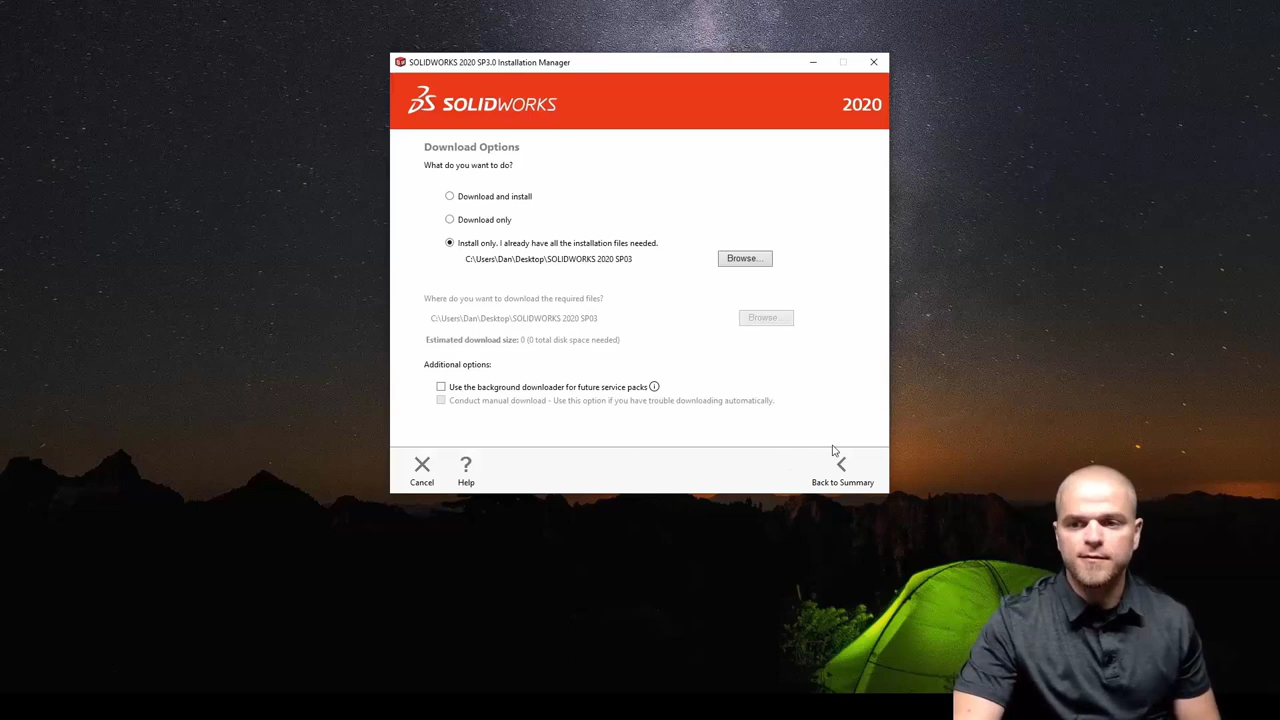 SOLIDWORKS 2020 SP3.0 Installation Manager
SOLIDWORKS
2020
Download Options
What do you want to do?
Download and install
Download only
Install only. I already have all the installation files needed.
C:\Users\Dan\Desktop\SOLIDWORKS 2020 SP03
Browse...
Where do you want to download the required files?
C:\Users\Dan\Desktop\SOLIDWORKS 2020 SP03
Browse...
Estimated download size: 0 (0 total disk space needed)
Additional options:
Use the background downloader for future service packs
Conduct manual download - Use this option if you have trouble downloading automatically.
Cancel
Help
Back to Summary